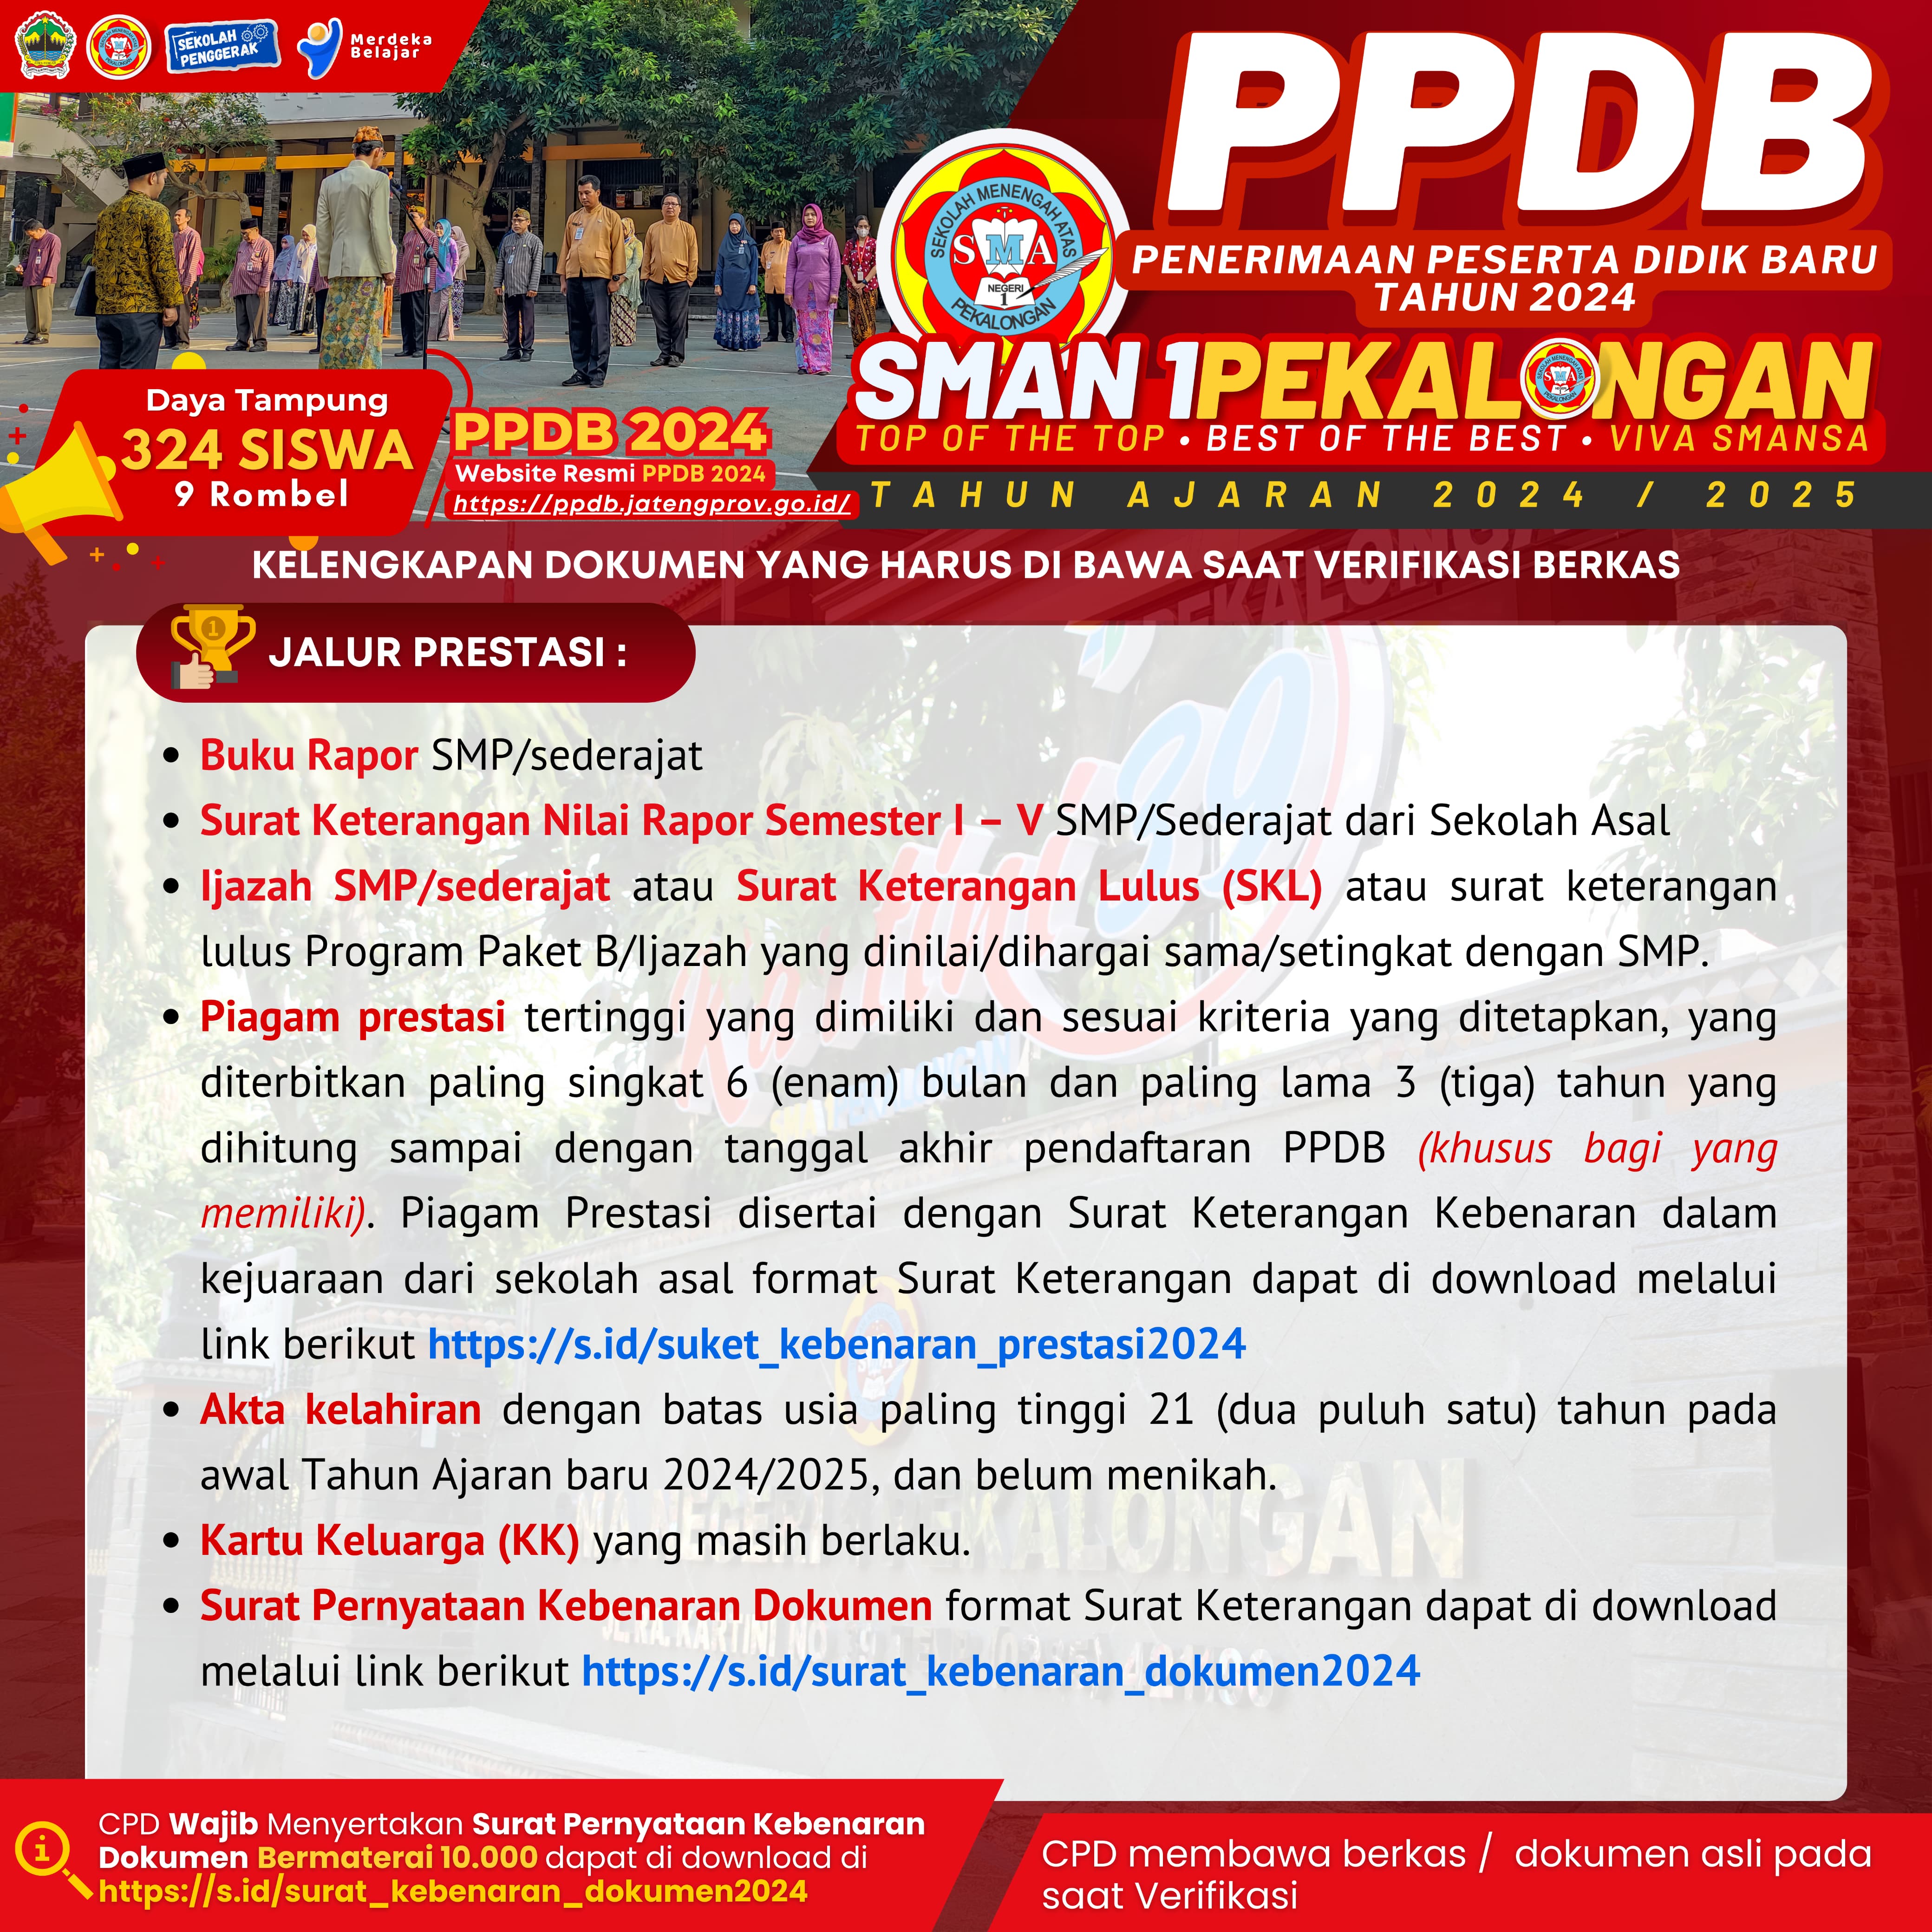 SEKOLAH
PENGGERAK
Merdeka
Belajar
PPDB
PENERIMAAN PESERTA DIDIK BARU
TAHUN 2024
SEKOLAH MENENGAH ATAS
SMA
NEGERI
1
PEKALONGAN
SMAN 1 PEKALONGAN
TOP OF THE TOP • BEST OF THE BEST • VIVA SMANSA
TAHUN AJARAN 2024 / 2025
Daya Tampung
324 SISWA
9 Rombel
PPDB 2024
Website Resmi PPDB 2024
https://ppdb.jatengprov.go.id/
KELENGKAPAN DOKUMEN YANG HARUS DI BAWA SAAT VERIFIKASI BERKAS
1
JALUR PRESTASI :
• Buku Rapor SMP/sederajat
• Surat Keterangan Nilai Rapor Semester I – V SMP/Sederajat dari Sekolah Asal
• Ijazah SMP/sederajat atau Surat Keterangan Lulus (SKL) atau surat keterangan
lulus Program Paket B/Ijazah yang dinilai/dihargai sama/setingkat dengan SMP.
• Piagam prestasi tertinggi yang dimiliki dan sesuai kriteria yang ditetapkan, yang
diterbitkan paling singkat 6 (enam) bulan dan paling lama 3 (tiga) tahun yang
dihitung sampai dengan tanggal akhir pendaftaran PPDB (khusus bagi yang
memiliki). Piagam Prestasi disertai dengan Surat Keterangan Kebenaran dalam
kejuaraan dari sekolah asal format Surat Keterangan dapat di download melalui
link berikut https://s.id/suket_kebenaran_prestasi2024
• Akta kelahiran dengan batas usia paling tinggi 21 (dua puluh satu) tahun pada
awal Tahun Ajaran baru 2024/2025, dan belum menikah.
• Kartu Keluarga (KK) yang masih berlaku.
• Surat Pernyataan Kebenaran Dokumen format Surat Keterangan dapat di download
melalui link berikut https://s.id/surat_kebenaran_dokumen2024
CPD Wajib Menyertakan Surat Pernyataan Kebenaran
Dokumen Bermaterai 10.000 dapat di download di
https://s.id/surat_kebenaran_dokumen2024
CPD membawa berkas / dokumen asli pada
saat Verifikasi